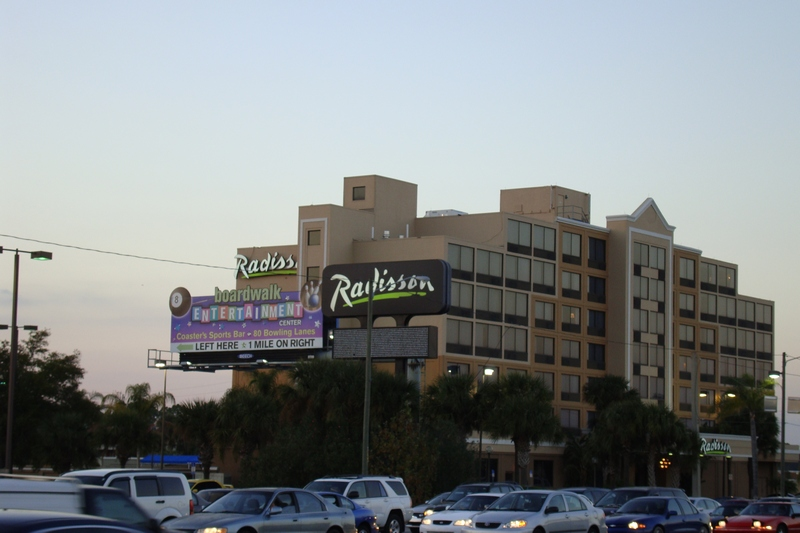 Radiss
Radisson
8
boardwalk
ENTERTAINMENT
CENTER
Coaster's Sports Bar - 80 Bowling Lanes
LEFT HERE ☆ 1 MILE ON RIGHT
Radisson